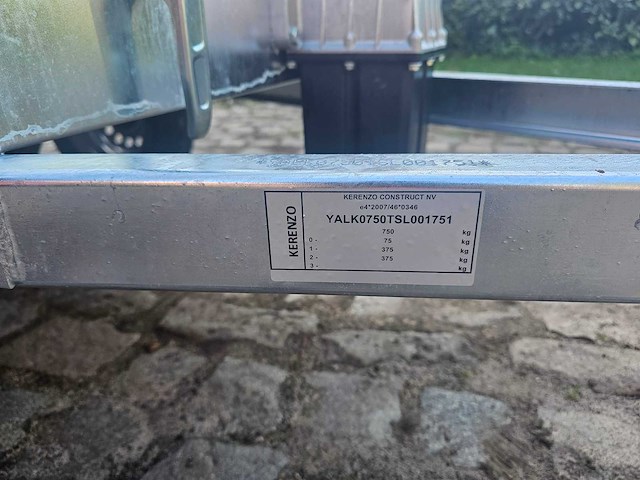 SL001751*
KERENZO
KERENZO CONSTRUCT NV
e4*2007/46*0346
YALK0750TSL001751
750 kg
0 - 75 kg
1 - 375 kg
2 - 375 kg
3 - kg